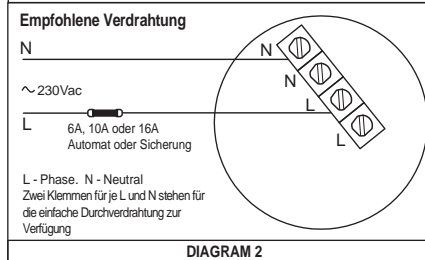 Empfohlene Verdrahtung
N
N
N
~ 230Vac
L
L
L
6A, 10A oder 16A
Automat oder Sicherung
L - Phase. N - Neutral
Zwei Klemmen für je L und N stehen für
die einfache Durchverdrahtung zur
Verfügung
DIAGRAM 2